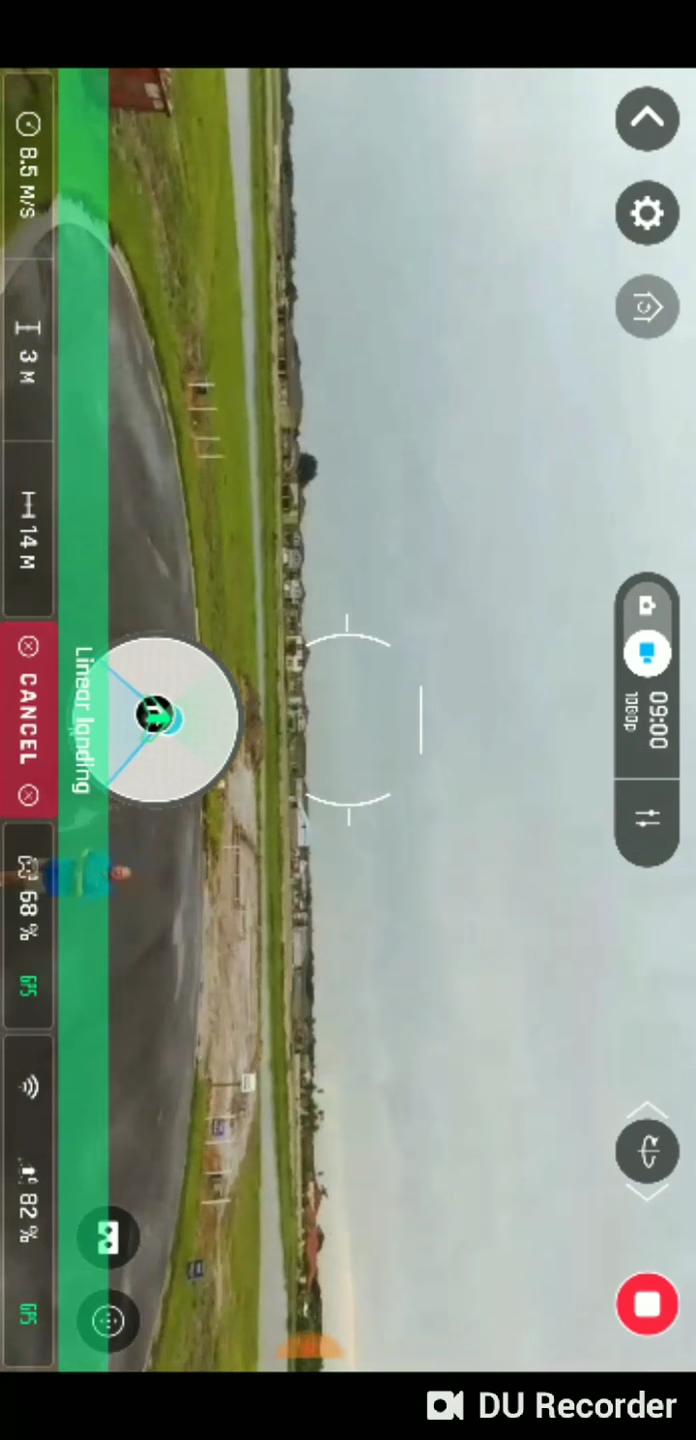 8.5 M/S
3 M
14 M
CANCEL
68 %
GPS
82 %
GPS
Linear landing
09:00
1080p
DU Recorder